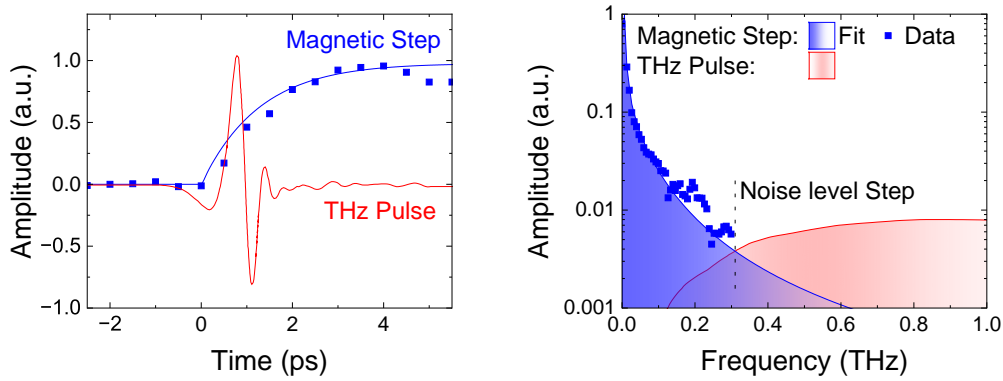 Magnetic Step
THz Pulse
1.0
0.5
0.0
−0.5
−1.0
−2
0
2
4
Amplitude (a.u.)
Time (ps)
Magnetic Step: Fit Data
THz Pulse:
Noise level Step
1
0.1
0.01
0.001
0.0
0.2
0.4
0.6
0.8
1.0
Amplitude (a.u.)
Frequency (THz)